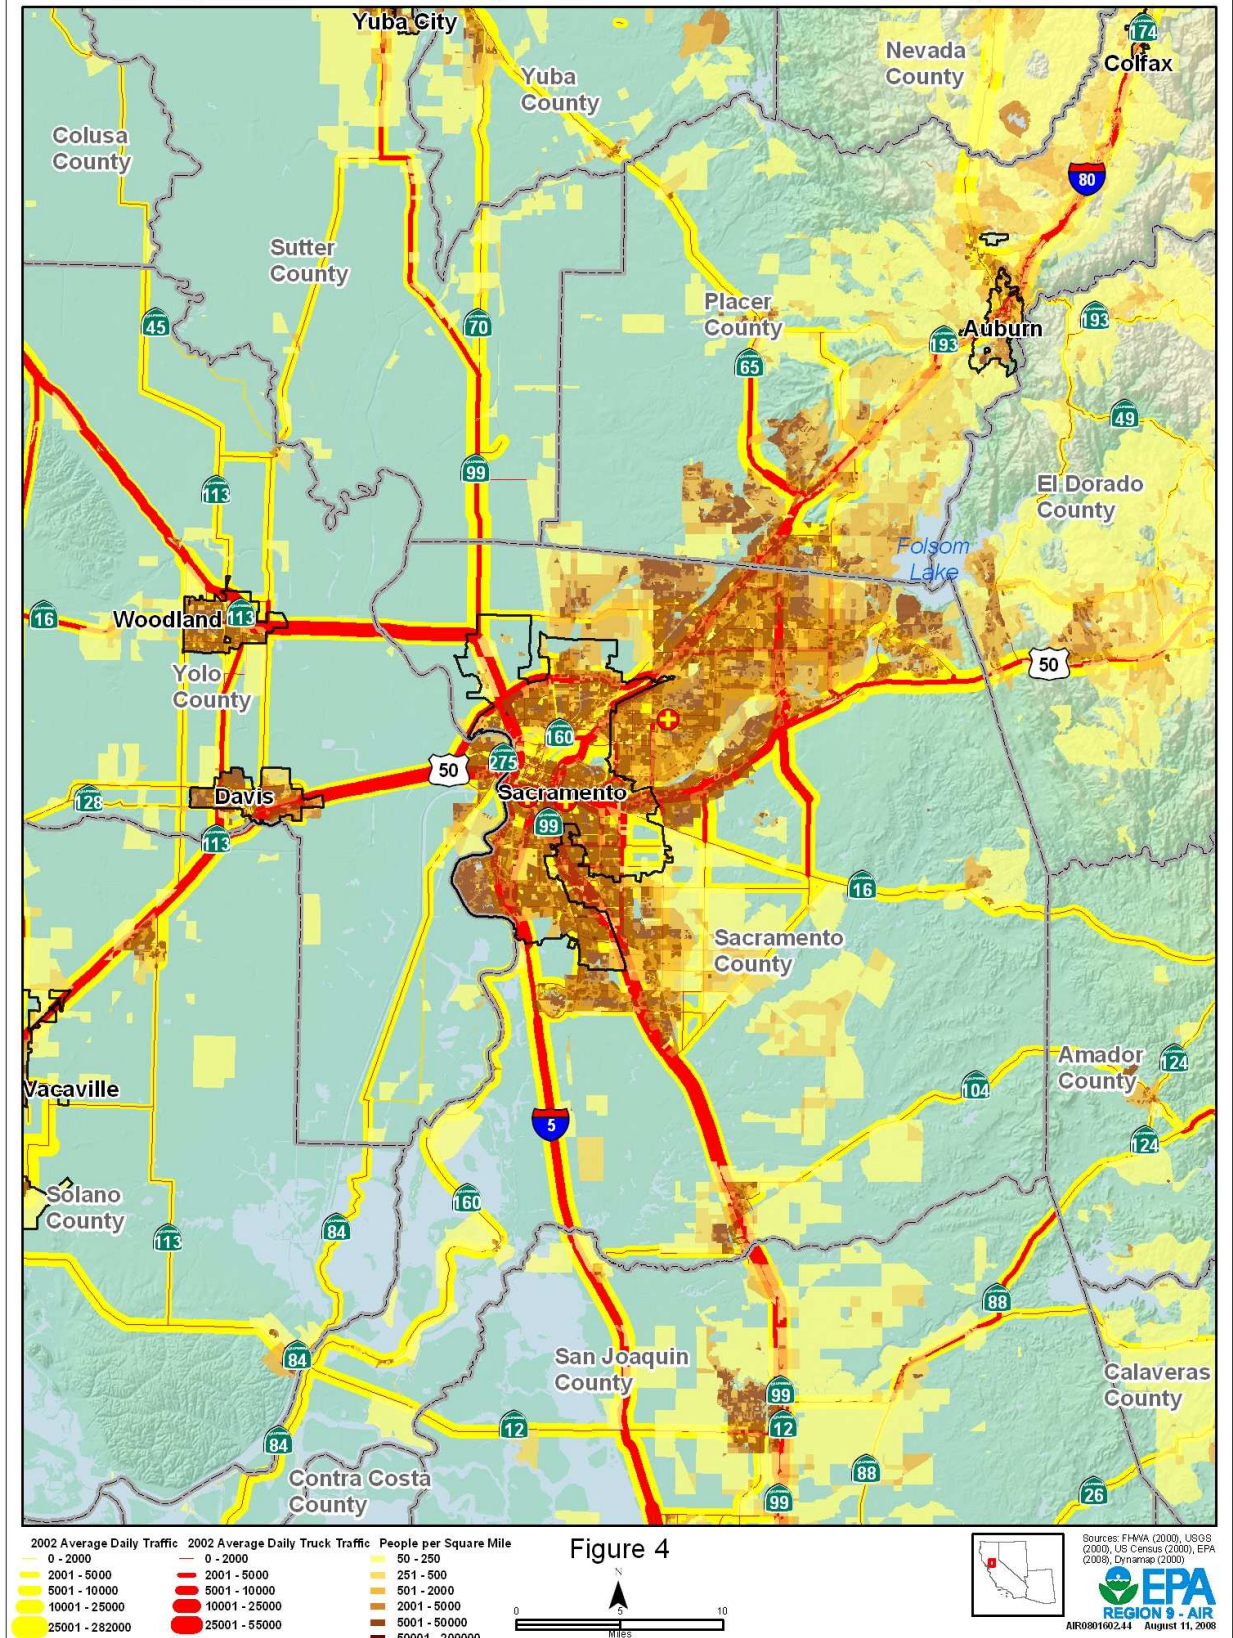 Yuba City
174
Colfax
Nevada
County
Yuba
County
Colusa
County
80
Sutter
County
Placer
County
45
70
193
Auburn
193
65
49
99
113
El Dorado
County
Folsom
Lake
16
Woodland
113
50
Yolo
County
160
275
50
Sacramento
Davis
128
99
113
16
Sacramento
County
Amador
County
124
104
Vacaville
5
124
Solano
County
160
84
113
88
84
San Joaquin
County
Calaveras
County
99
12
12
84
88
Contra Costa
County
99
26
2002 Average Daily Traffic
0 - 2000
2001 - 5000
5001 - 10000
10001 - 25000
25001 - 282000
2002 Average Daily Truck Traffic
0 - 2000
2001 - 5000
5001 - 10000
10001 - 25000
25001 - 55000
People per Square Mile
50 - 250
251 - 500
501 - 2000
2001 - 5000
5001 - 50000
50001 - 200000
Figure 4
N
0 5 10
Miles
Sources: FHWA (2000), USGS
(2000), US Census (2000), EPA
(2008), Dynamap (2000)
EPA
REGION 9 - AIR
AIR0801602.44 August 11, 2008